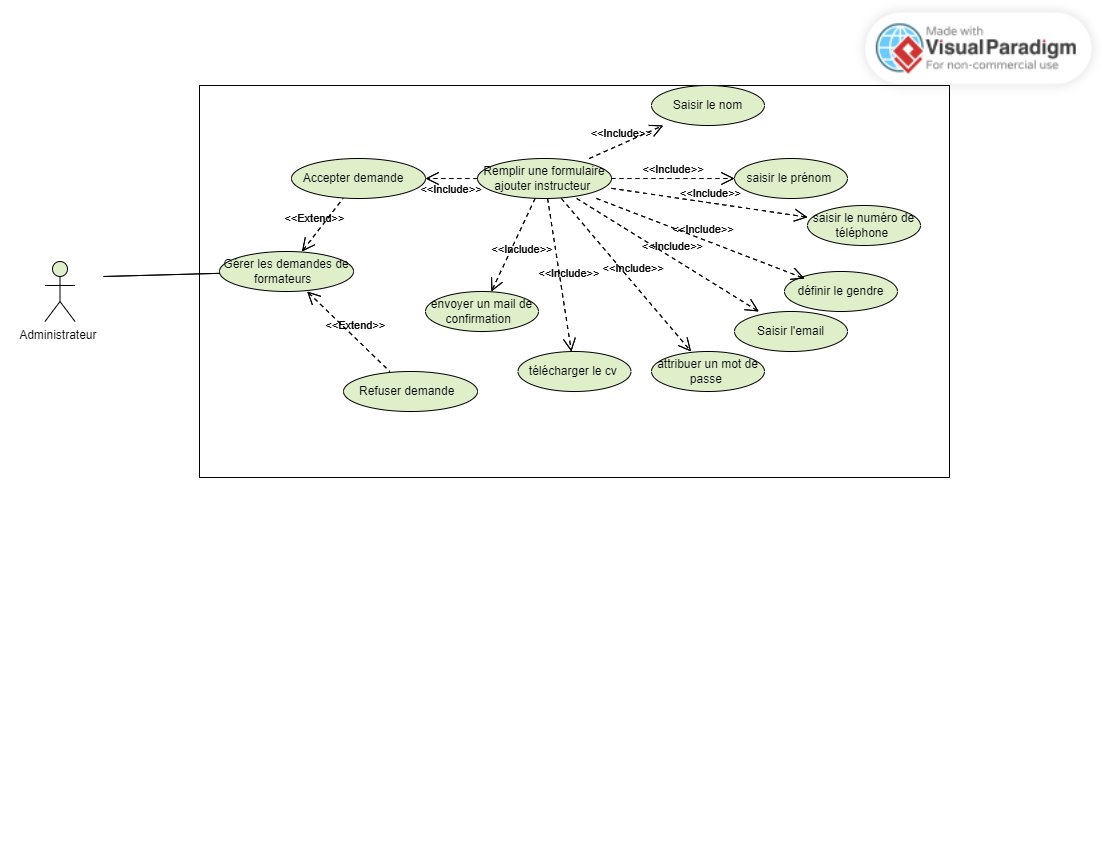 Made with
Visual Paradigm
For non-commercial use
Saisir le nom
<<Include>>
Accepter demande
<<Include>>
Remplir une formulaire
ajouter instructeur
<<Include>>
saisir le prénom
<<Include>>
saisir le numéro de
téléphone
<<Extend>>
<<Include>>
<<Include>>
<<Include>>
<<Include>>
<<Include>>
Gérer les demandes de
formateurs
définir le gendre
envoyer un mail de
confirmation
Saisir l'email
<<Extend>>
Administrateur
télécharger le cv
attribuer un mot de
passe
Refuser demande